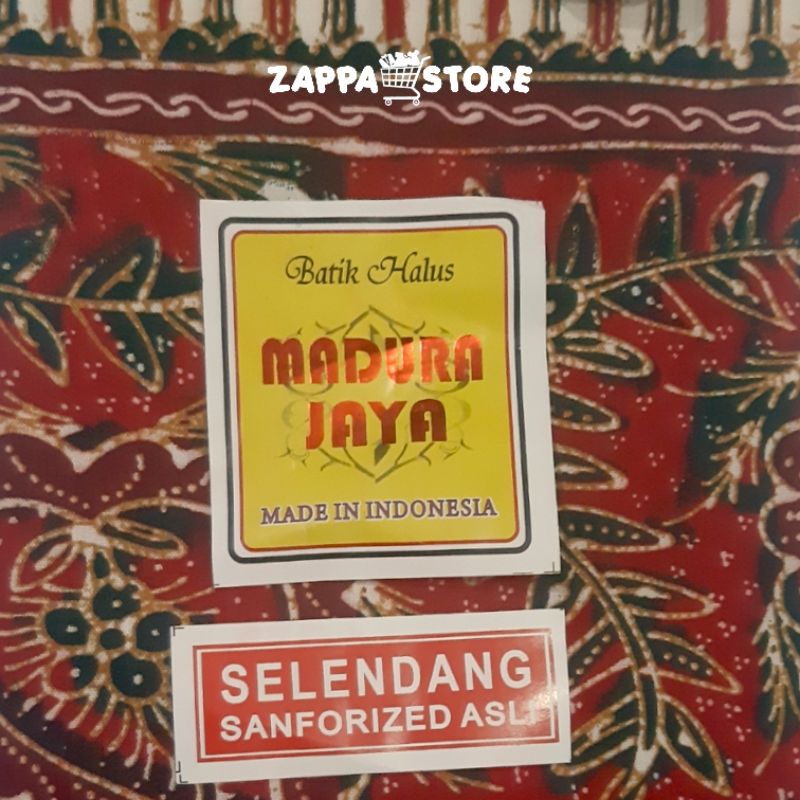 ZAPPA STORE
Batik Halus
MADURA
JAYA
MADE IN INDONESIA
SELENDANG
SANFORIZED ASLI